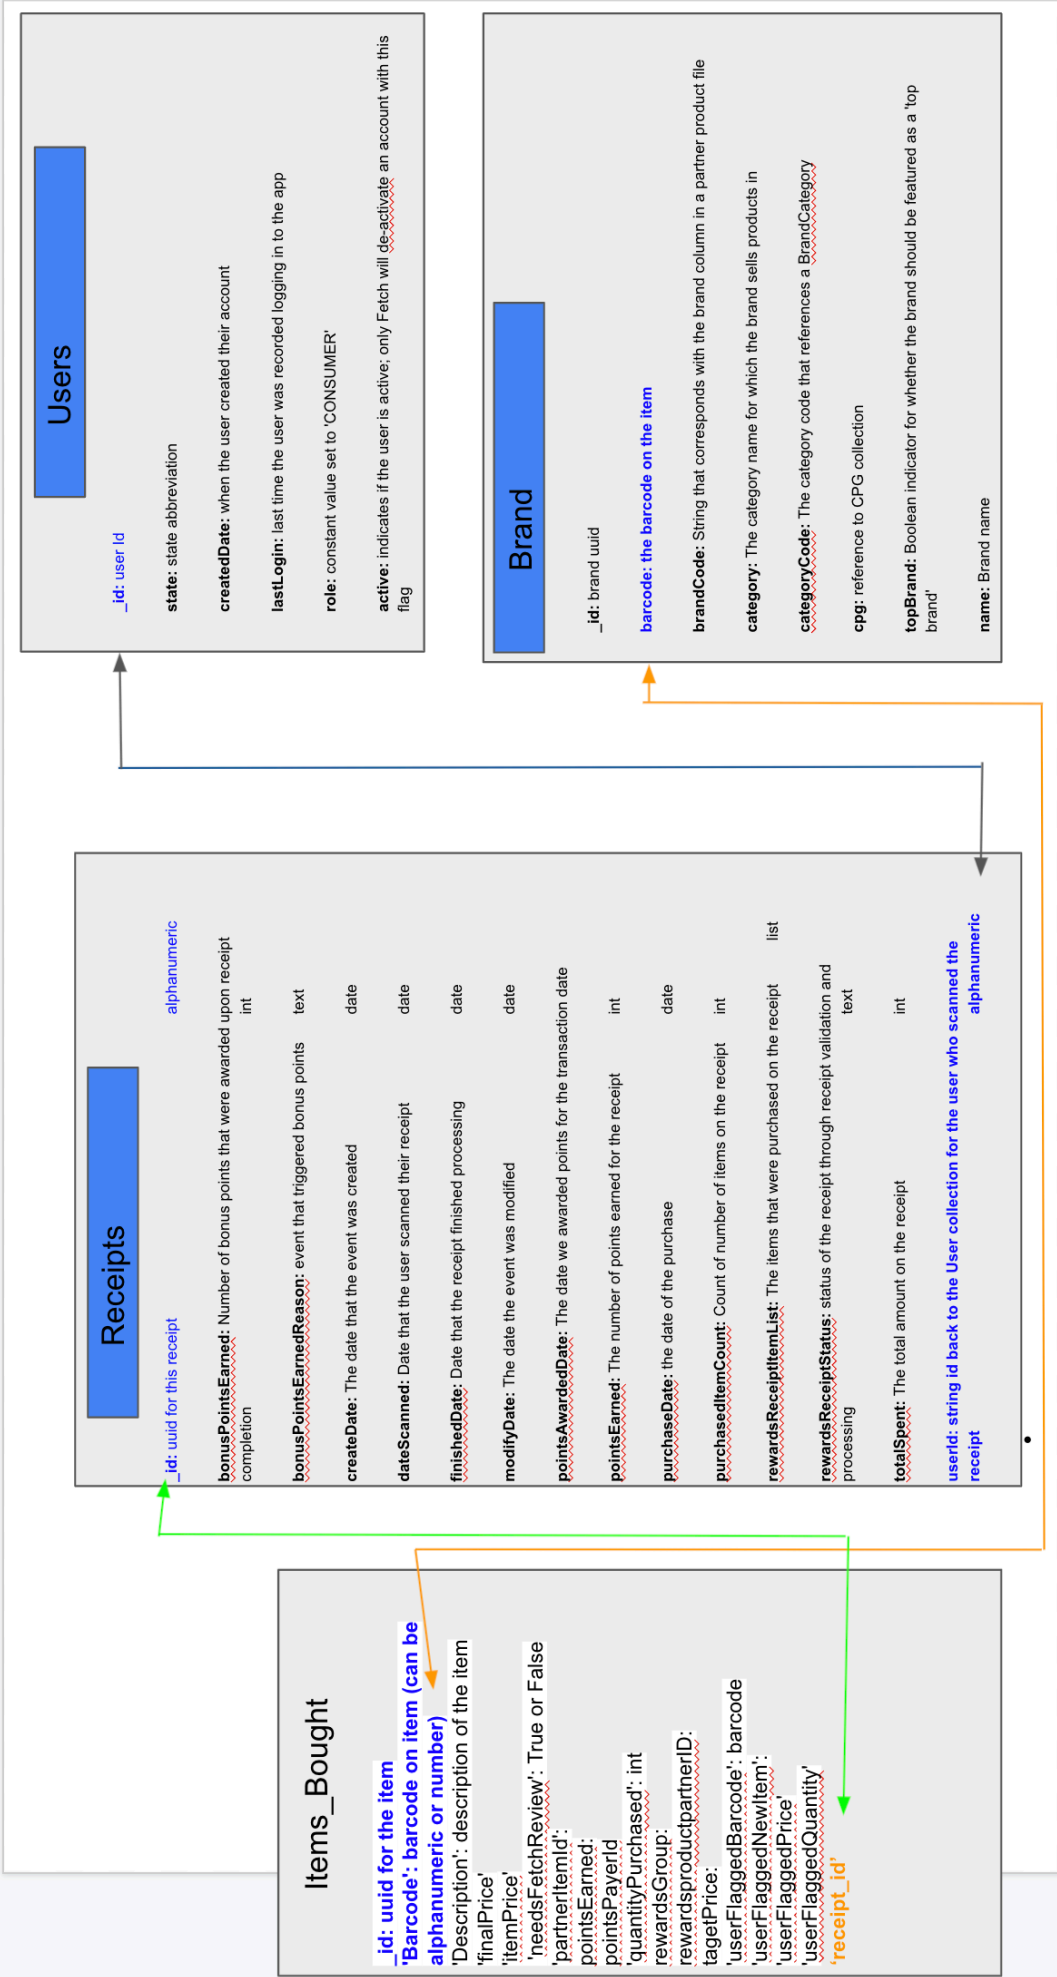 Items_Bought
_id: uuid for the item
'Barcode': barcode on item (can be
alphanumeric or number)
'Description': description of the item
'finalPrice'
'itemPrice'
'needsFetchReview': True or False
'partnerItemId':
pointsEarned:
pointsPayerId
'quantityPurchased': int
rewardsGroup:
rewardsproductpartnerID:
tagetPrice:
'userFlaggedBarcode': barcode
'userFlaggedNewItem':
'userFlaggedPrice'
'userFlaggedQuantity'
'receipt_id'
Receipts
_id: uuid for this receipt alphanumeric
bonusPointsEarned: Number of bonus points that were awarded upon receipt
completion int
bonusPointsEarnedReason: event that triggered bonus points text
createDate: The date that the event was created date
dateScanned: Date that the user scanned their receipt date
finishedDate: Date that the receipt finished processing date
modifyDate: The date the event was modified date
pointsAwardedDate: The date we awarded points for the transaction date
pointsEarned: The number of points earned for the receipt int
purchaseDate: the date of the purchase date
purchasedItemCount: Count of number of items on the receipt int
rewardsReceiptItemList: The items that were purchased on the receipt list
rewardsReceiptStatus: status of the receipt through receipt validation and
processing text
totalSpent: The total amount on the receipt int
userId: string id back to the User collection for the user who scanned the
receipt alphanumeric
Users
_id: user Id
state: state abbreviation
createdDate: when the user created their account
lastLogin: last time the user was recorded logging in to the app
role: constant value set to 'CONSUMER'
active: indicates if the user is active; only Fetch will de-activate an account with this
flag
Brand
_id: brand uuid
barcode: the barcode on the item
brandCode: String that corresponds with the brand column in a partner product file
category: The category name for which the brand sells products in
categoryCode: The category code that references a BrandCategory
cpg: reference to CPG collection
topBrand: Boolean indicator for whether the brand should be featured as a 'top
brand'
name: Brand name